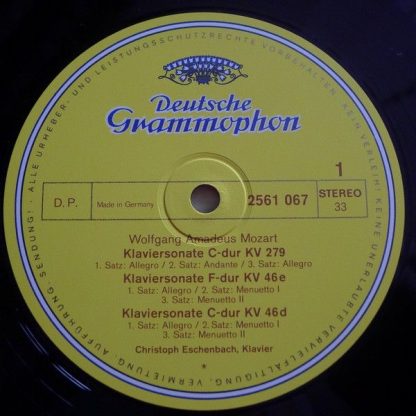 ALLE URHEBER- UND LEISTUNGSSCHUTZRECHTE VORBEHALTEN · KEIN VERLEIH! KEINE UNERLAUBTE VERVIELFÄLTIGUNG, VERMIETUNG, AUFFÜHRUNG, SENDUNG! ·
Deutsche
Grammophon
1
D. P.
Made in Germany
2561 067
STEREO
33
Wolfgang Amadeus Mozart
Klaviersonate C-dur KV 279
1. Satz: Allegro / 2. Satz: Andante / 3. Satz: Allegro
Klaviersonate F-dur KV 46e
1. Satz: Allegro / 2. Satz: Menuetto I
3. Satz: Menuetto II
Klaviersonate C-dur KV 46d
1. Satz: Allegro / 2. Satz: Menuetto I
3. Satz: Menuetto II
Christoph Eschenbach, Klavier
*